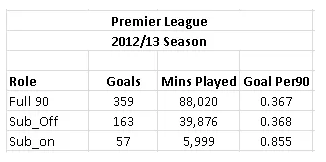 Premier League
2012/13 Season
Role Goals Mins Played Goal Per90
Full 90 359 88,020 0.367
Sub_Off 163 39,876 0.368
Sub_on 57 5,999 0.855